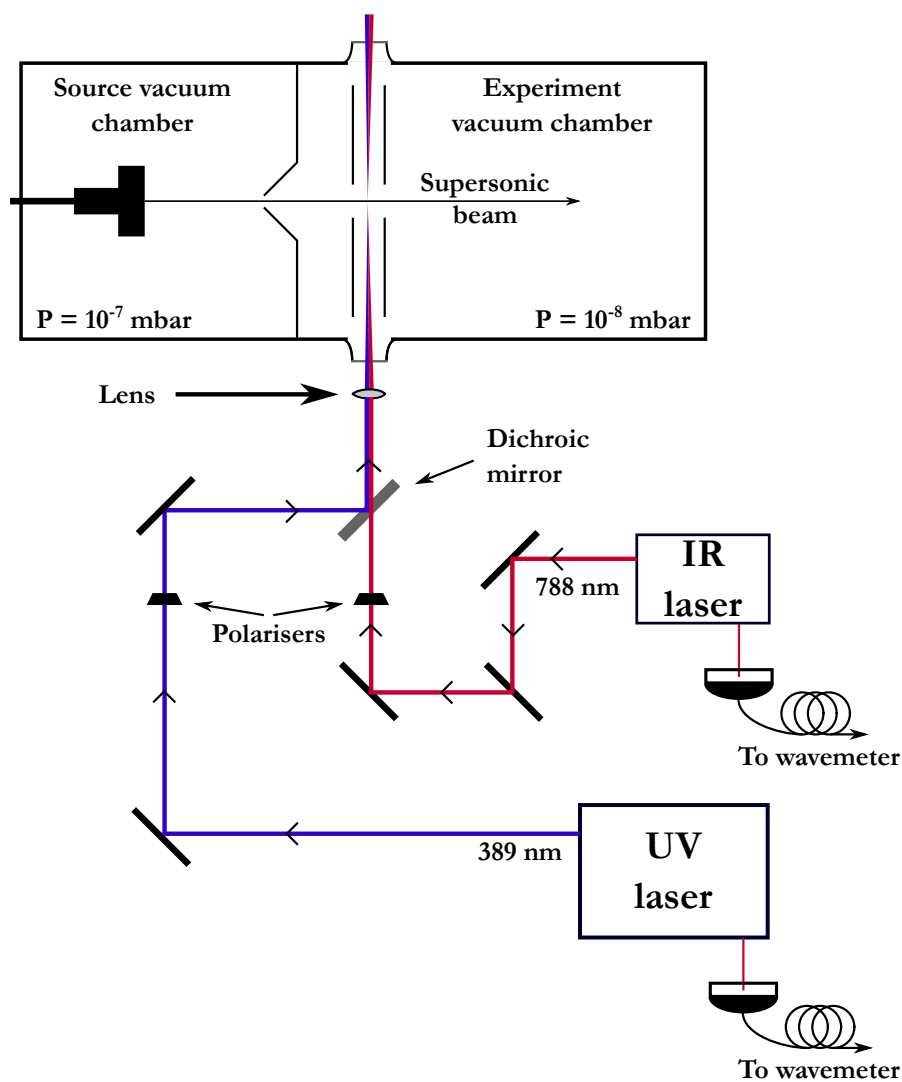 Source vacuum
chamber
Experiment
vacuum chamber
Supersonic
beam
P = 10⁻⁷ mbar
P = 10⁻⁸ mbar
Lens
Dichroic
mirror
Polarisers
788 nm
IR
laser
To wavemeter
389 nm
UV
laser
To wavemeter